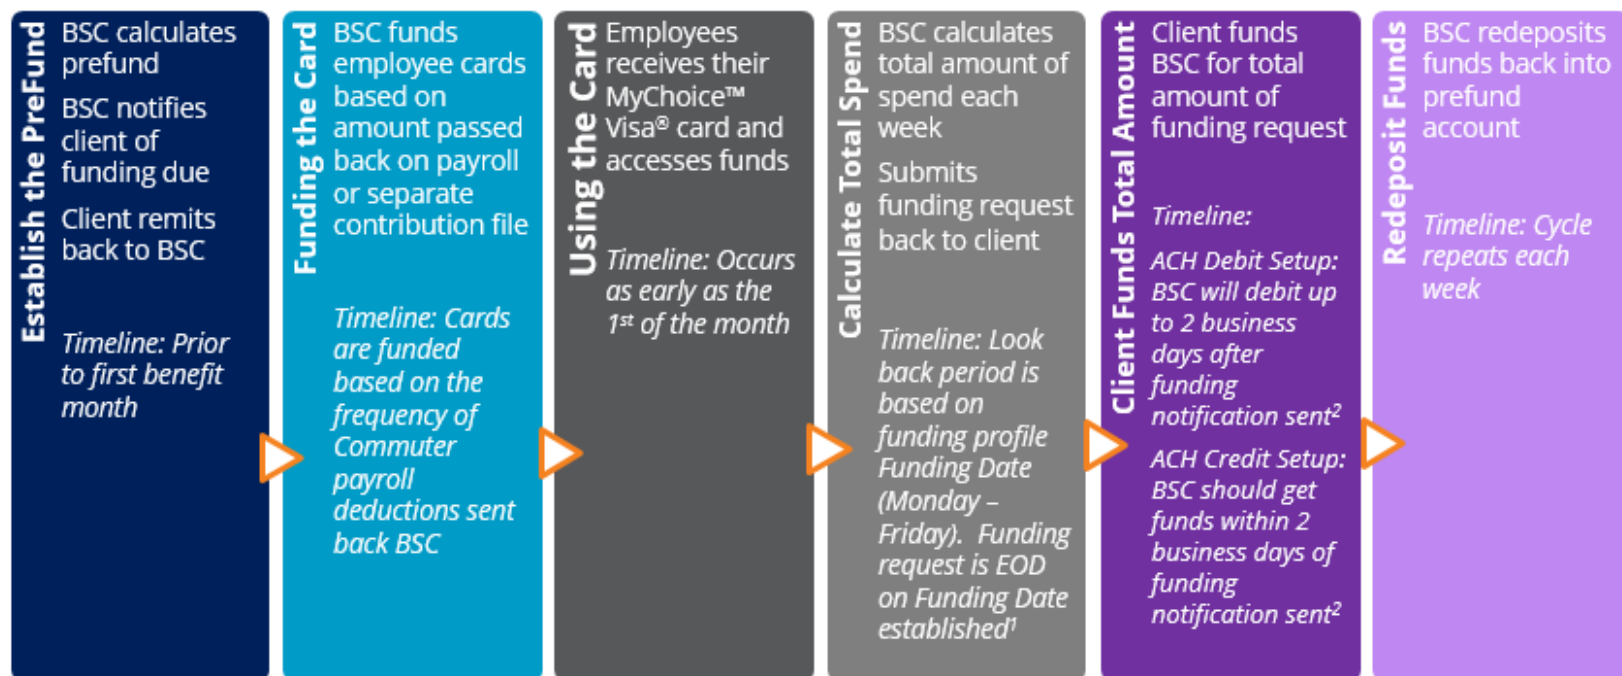 Establish the PreFund
BSC calculates
prefund
BSC notifies
client of
funding due
Client remits
back to BSC
Timeline: Prior
to first benefit
month
Funding the Card
BSC funds
employee cards
based on
amount passed
back on payroll
or separate
contribution file
Timeline: Cards
are funded
based on the
frequency of
Commuter
payroll
deductions sent
back BSC
Using the Card
Employees
receives their
MyChoice™
Visa® card and
accesses funds
Timeline: Occurs
as early as the
1st of the month
Calculate Total Spend
BSC calculates
total amount of
spend each
week
Submits
funding request
back to client
Timeline: Look
back period is
based on
funding profile
Funding Date
(Monday –
Friday).  Funding
request is EOD
on Funding Date
established¹
Client Funds Total Amount
Client funds
BSC for total
amount of
funding request
Timeline:
ACH Debit Setup:
BSC will debit up
to 2 business
days after
funding
notification sent²
ACH Credit Setup:
BSC should get
funds within 2
business days of
funding
notification sent²
Redeposit Funds
BSC redeposits
funds back into
prefund
account
Timeline: Cycle
repeats each
week